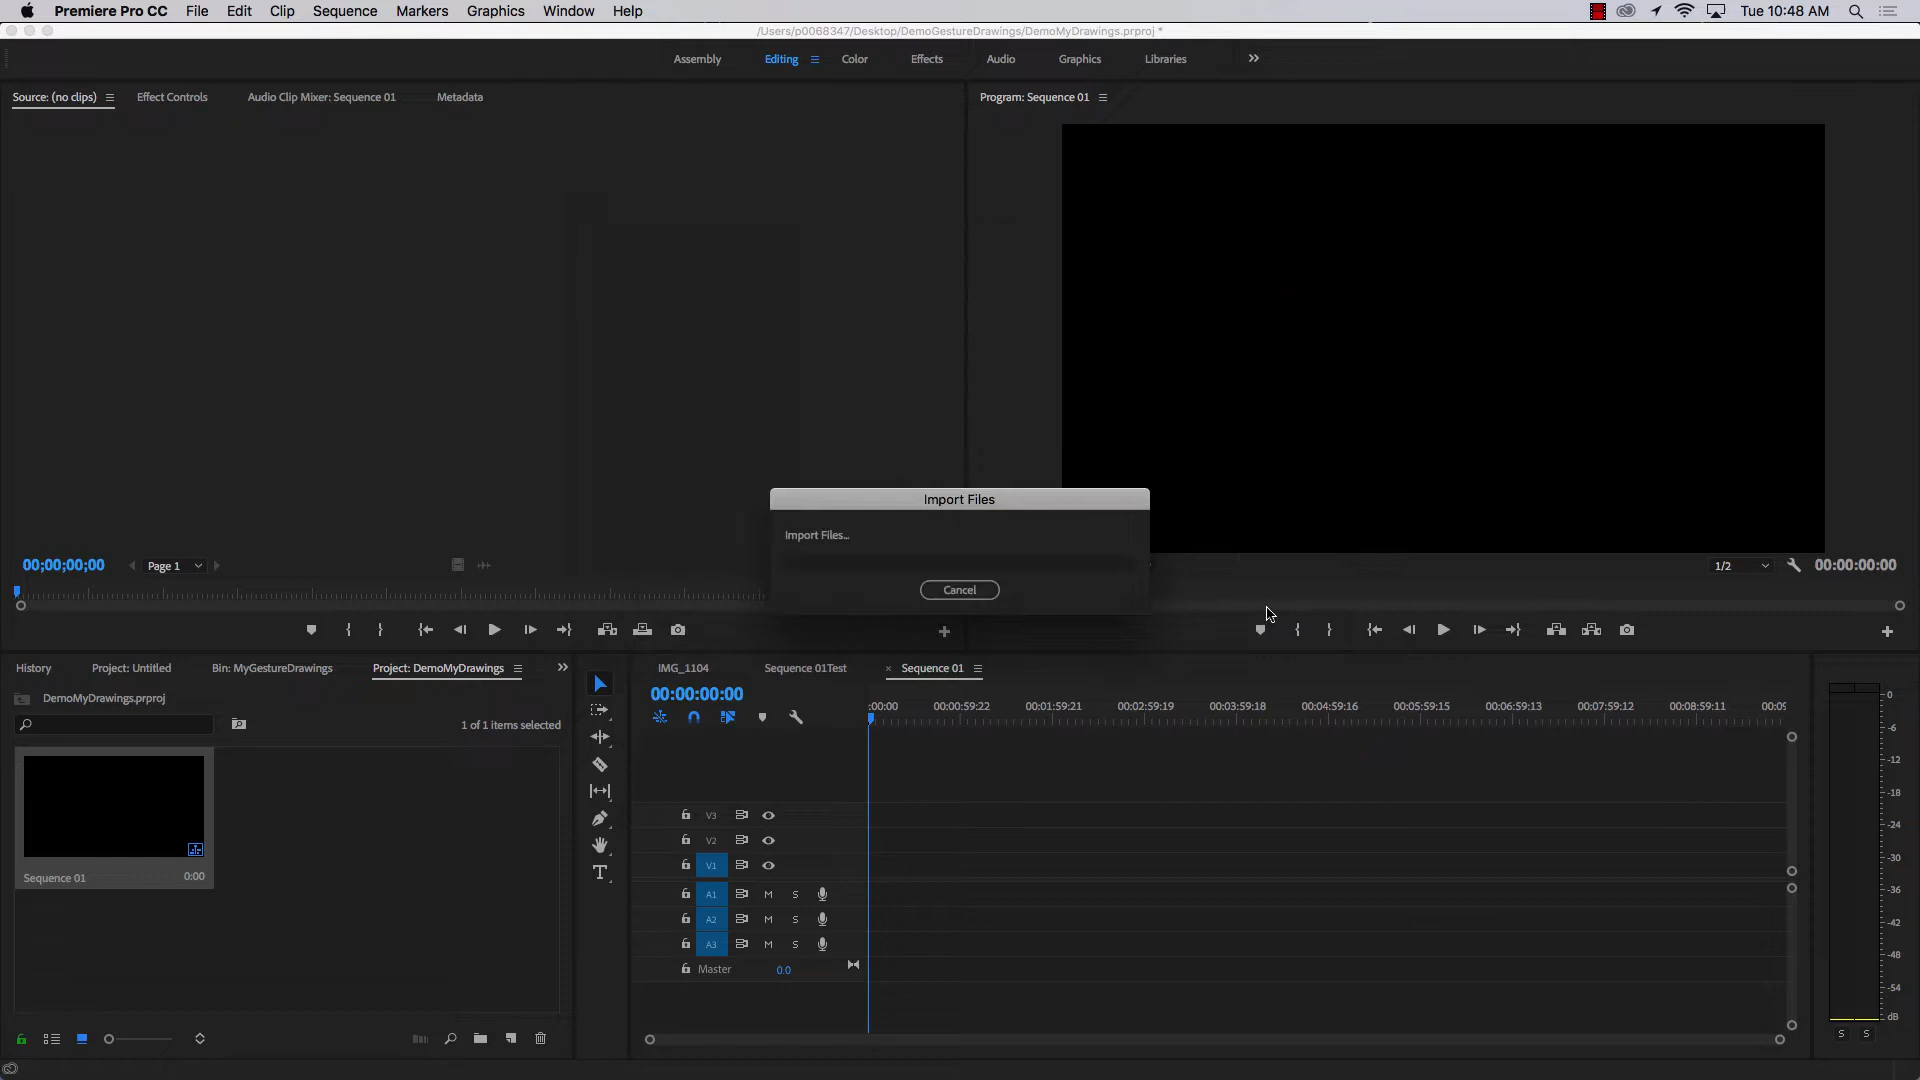 Premiere Pro CC File Edit Clip Sequence Markers Graphics Window Help Tue 10:48 AM
/Users/p0068347/Desktop/DemoGestureDrawings/DemoMyDrawings.prproj *
Assembly Editing Color Effects Audio Graphics Libraries
Source: (no clips) Effect Controls Audio Clip Mixer: Sequence 01 Metadata Program: Sequence 01
Import Files
Import Files...
Cancel
00;00;00;00 Page 1 1/2 00:00:00:00
History Project: Untitled Bin: MyGestureDrawings Project: DemoMyDrawings IMG_1104 Sequence 01Test × Sequence 01
DemoMyDrawings.prproj 00:00:00:00
:00:00 00:00:59:22 00:01:59:21 00:02:59:19 00:03:59:18 00:04:59:16 00:05:59:15 00:06:59:13 00:07:59:12 00:08:59:11 00:09
1 of 1 items selected
V3
V2
V1
Sequence 01 0:00
A1 M S
A2 M S
A3 M S
Master 0.0
0
-6
-12
-18
-24
-30
-36
-42
-48
-54
dB
S S